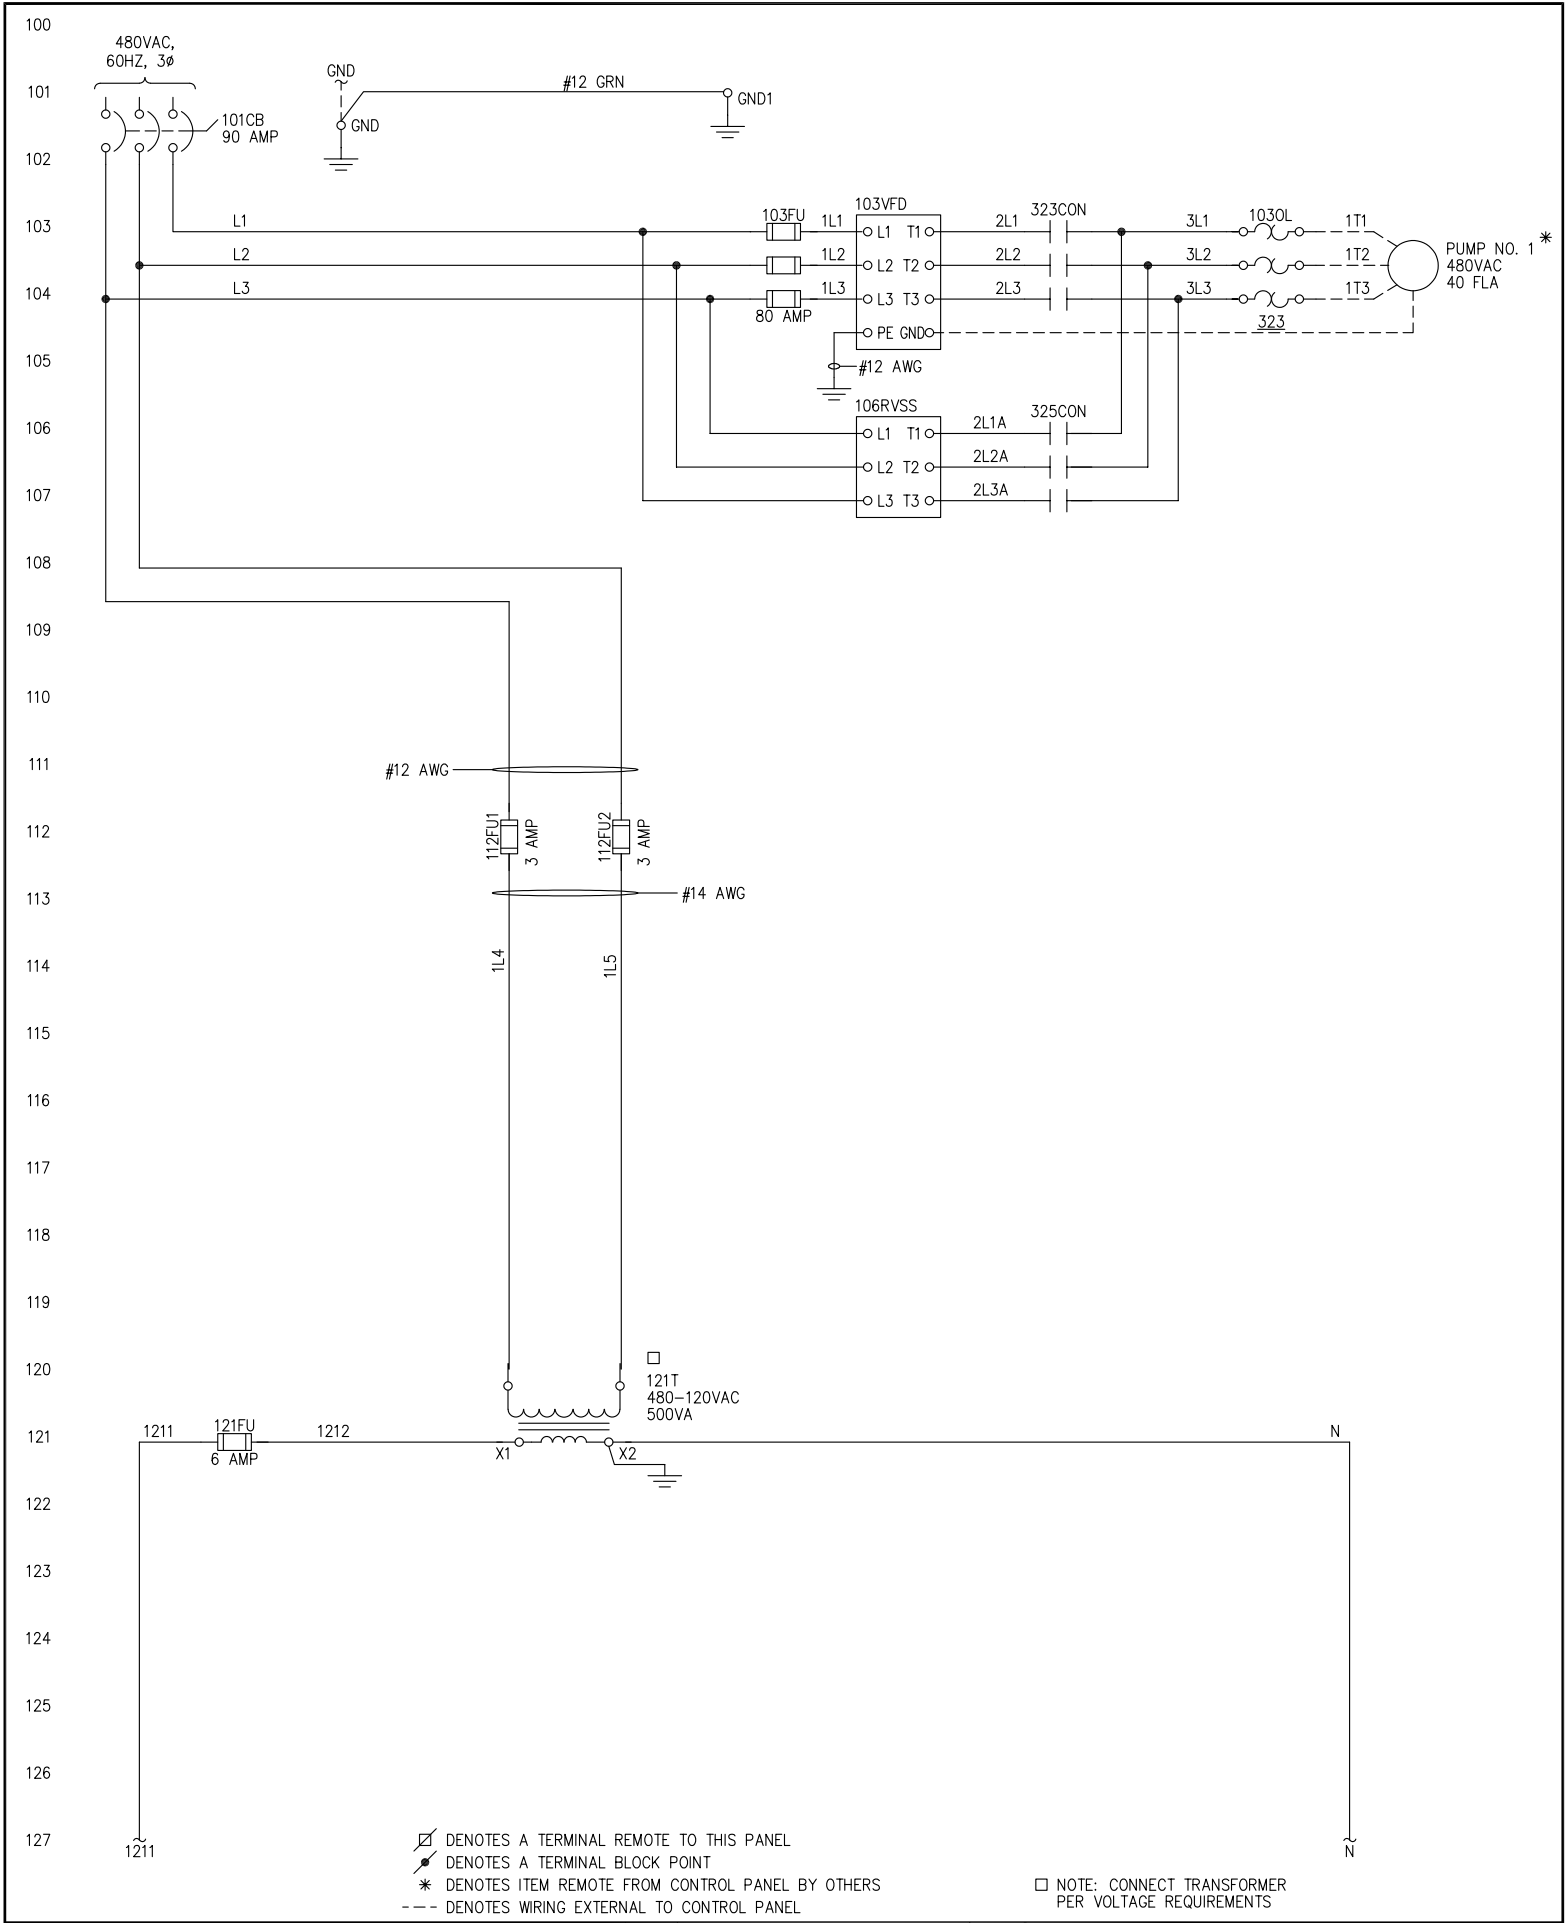 100
480VAC,
60HZ, 3ø
GND
101
#12 GRN
GND1
101CB
90 AMP
GND
102
103
L1
103FU
1L1
103VFD
L1 T1
2L1
323CON
3L1
103OL
1T1
*
PUMP NO. 1
480VAC
40 FLA
L2
1L2
L2 T2
2L2
3L2
1T2
104
L3
80 AMP
1L3
L3 T3
2L3
3L3
323
1T3
PE GND
105
#12 AWG
106
106RVSS
L1 T1
2L1A
325CON
L2 T2
2L2A
107
L3 T3
2L3A
108
109
110
111
#12 AWG
112
112FU1
3 AMP
112FU2
3 AMP
113
#14 AWG
114
1L4
1L5
115
116
117
118
119
120
121T
480-120VAC
500VA
121
1211
121FU
6 AMP
1212
X1
X2
N
122
123
124
125
126
127
1211
N
DENOTES A TERMINAL REMOTE TO THIS PANEL
DENOTES A TERMINAL BLOCK POINT
* DENOTES ITEM REMOTE FROM CONTROL PANEL BY OTHERS
---- DENOTES WIRING EXTERNAL TO CONTROL PANEL
□ NOTE: CONNECT TRANSFORMER
PER VOLTAGE REQUIREMENTS